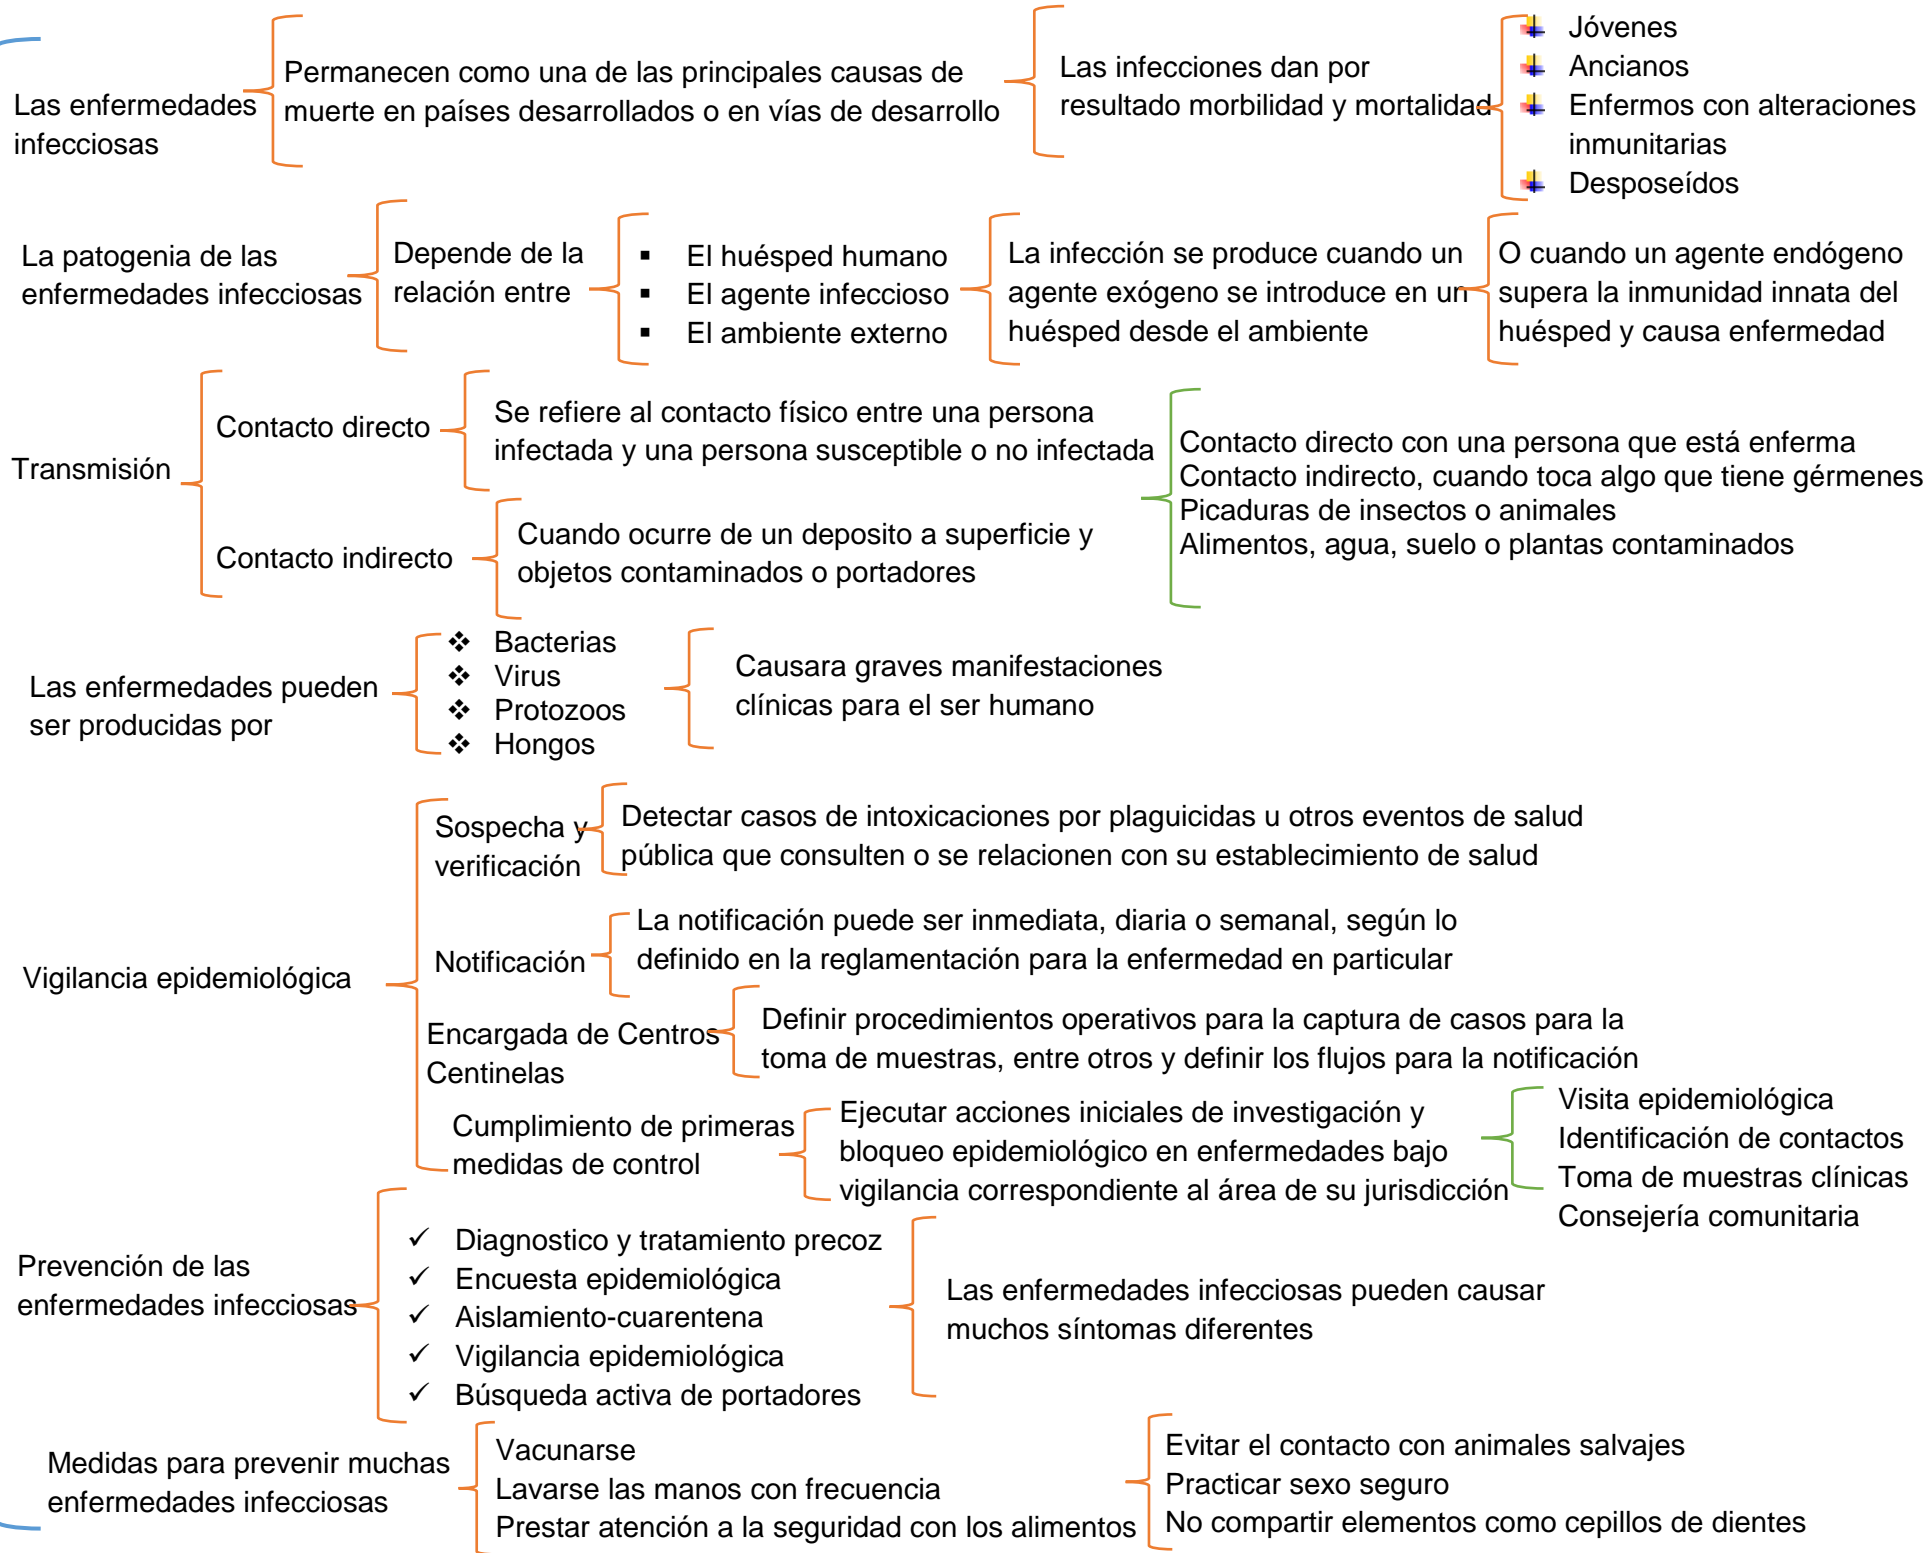 Las enfermedades
infecciosas
Permanecen como una de las principales causas de
muerte en países desarrollados o en vías de desarrollo
Las infecciones dan por
resultado morbilidad y mortalidad
Jóvenes
Ancianos
Enfermos con alteraciones
inmunitarias
Desposeídos
La patogenia de las
enfermedades infecciosas
Depende de la
relación entre
El huésped humano
El agente infeccioso
El ambiente externo
La infección se produce cuando un
agente exógeno se introduce en un
huésped desde el ambiente
O cuando un agente endógeno
supera la inmunidad innata del
huésped y causa enfermedad
Transmisión
Contacto directo
Se refiere al contacto físico entre una persona
infectada y una persona susceptible o no infectada
Contacto indirecto
Cuando ocurre de un deposito a superficie y
objetos contaminados o portadores
Contacto directo con una persona que está enferma
Contacto indirecto, cuando toca algo que tiene gérmenes
Picaduras de insectos o animales
Alimentos, agua, suelo o plantas contaminados
Las enfermedades pueden
ser producidas por
Bacterias
Virus
Protozoos
Hongos
Causara graves manifestaciones
clínicas para el ser humano
Vigilancia epidemiológica
Sospecha y
verificación
Detectar casos de intoxicaciones por plaguicidas u otros eventos de salud
pública que consulten o se relacionen con su establecimiento de salud
Notificación
La notificación puede ser inmediata, diaria o semanal, según lo
definido en la reglamentación para la enfermedad en particular
Encargada de Centros
Centinelas
Definir procedimientos operativos para la captura de casos para la
toma de muestras, entre otros y definir los flujos para la notificación
Cumplimiento de primeras
medidas de control
Ejecutar acciones iniciales de investigación y
bloqueo epidemiológico en enfermedades bajo
vigilancia correspondiente al área de su jurisdicción
Visita epidemiológica
Identificación de contactos
Toma de muestras clínicas
Consejería comunitaria
Prevención de las
enfermedades infecciosas
Diagnostico y tratamiento precoz
Encuesta epidemiológica
Aislamiento-cuarentena
Vigilancia epidemiológica
Búsqueda activa de portadores
Las enfermedades infecciosas pueden causar
muchos síntomas diferentes
Medidas para prevenir muchas
enfermedades infecciosas
Vacunarse
Lavarse las manos con frecuencia
Prestar atención a la seguridad con los alimentos
Evitar el contacto con animales salvajes
Practicar sexo seguro
No compartir elementos como cepillos de dientes